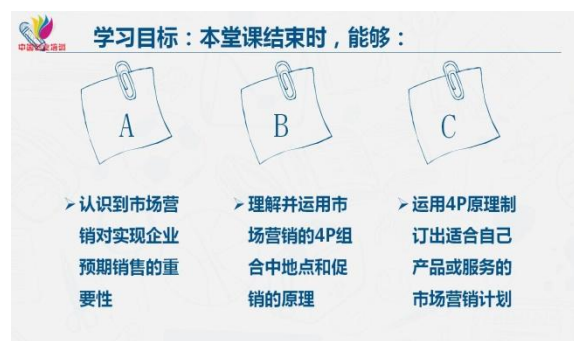 学习目标：本堂课结束时，能够：
A
B
C
认识到市场营
销对实现企业
预期销售的重
要性
理解并运用市
场营销的4P组
合中地点和促
销的原理
运用4P原理制
订出适合自己
产品或服务的
市场营销计划